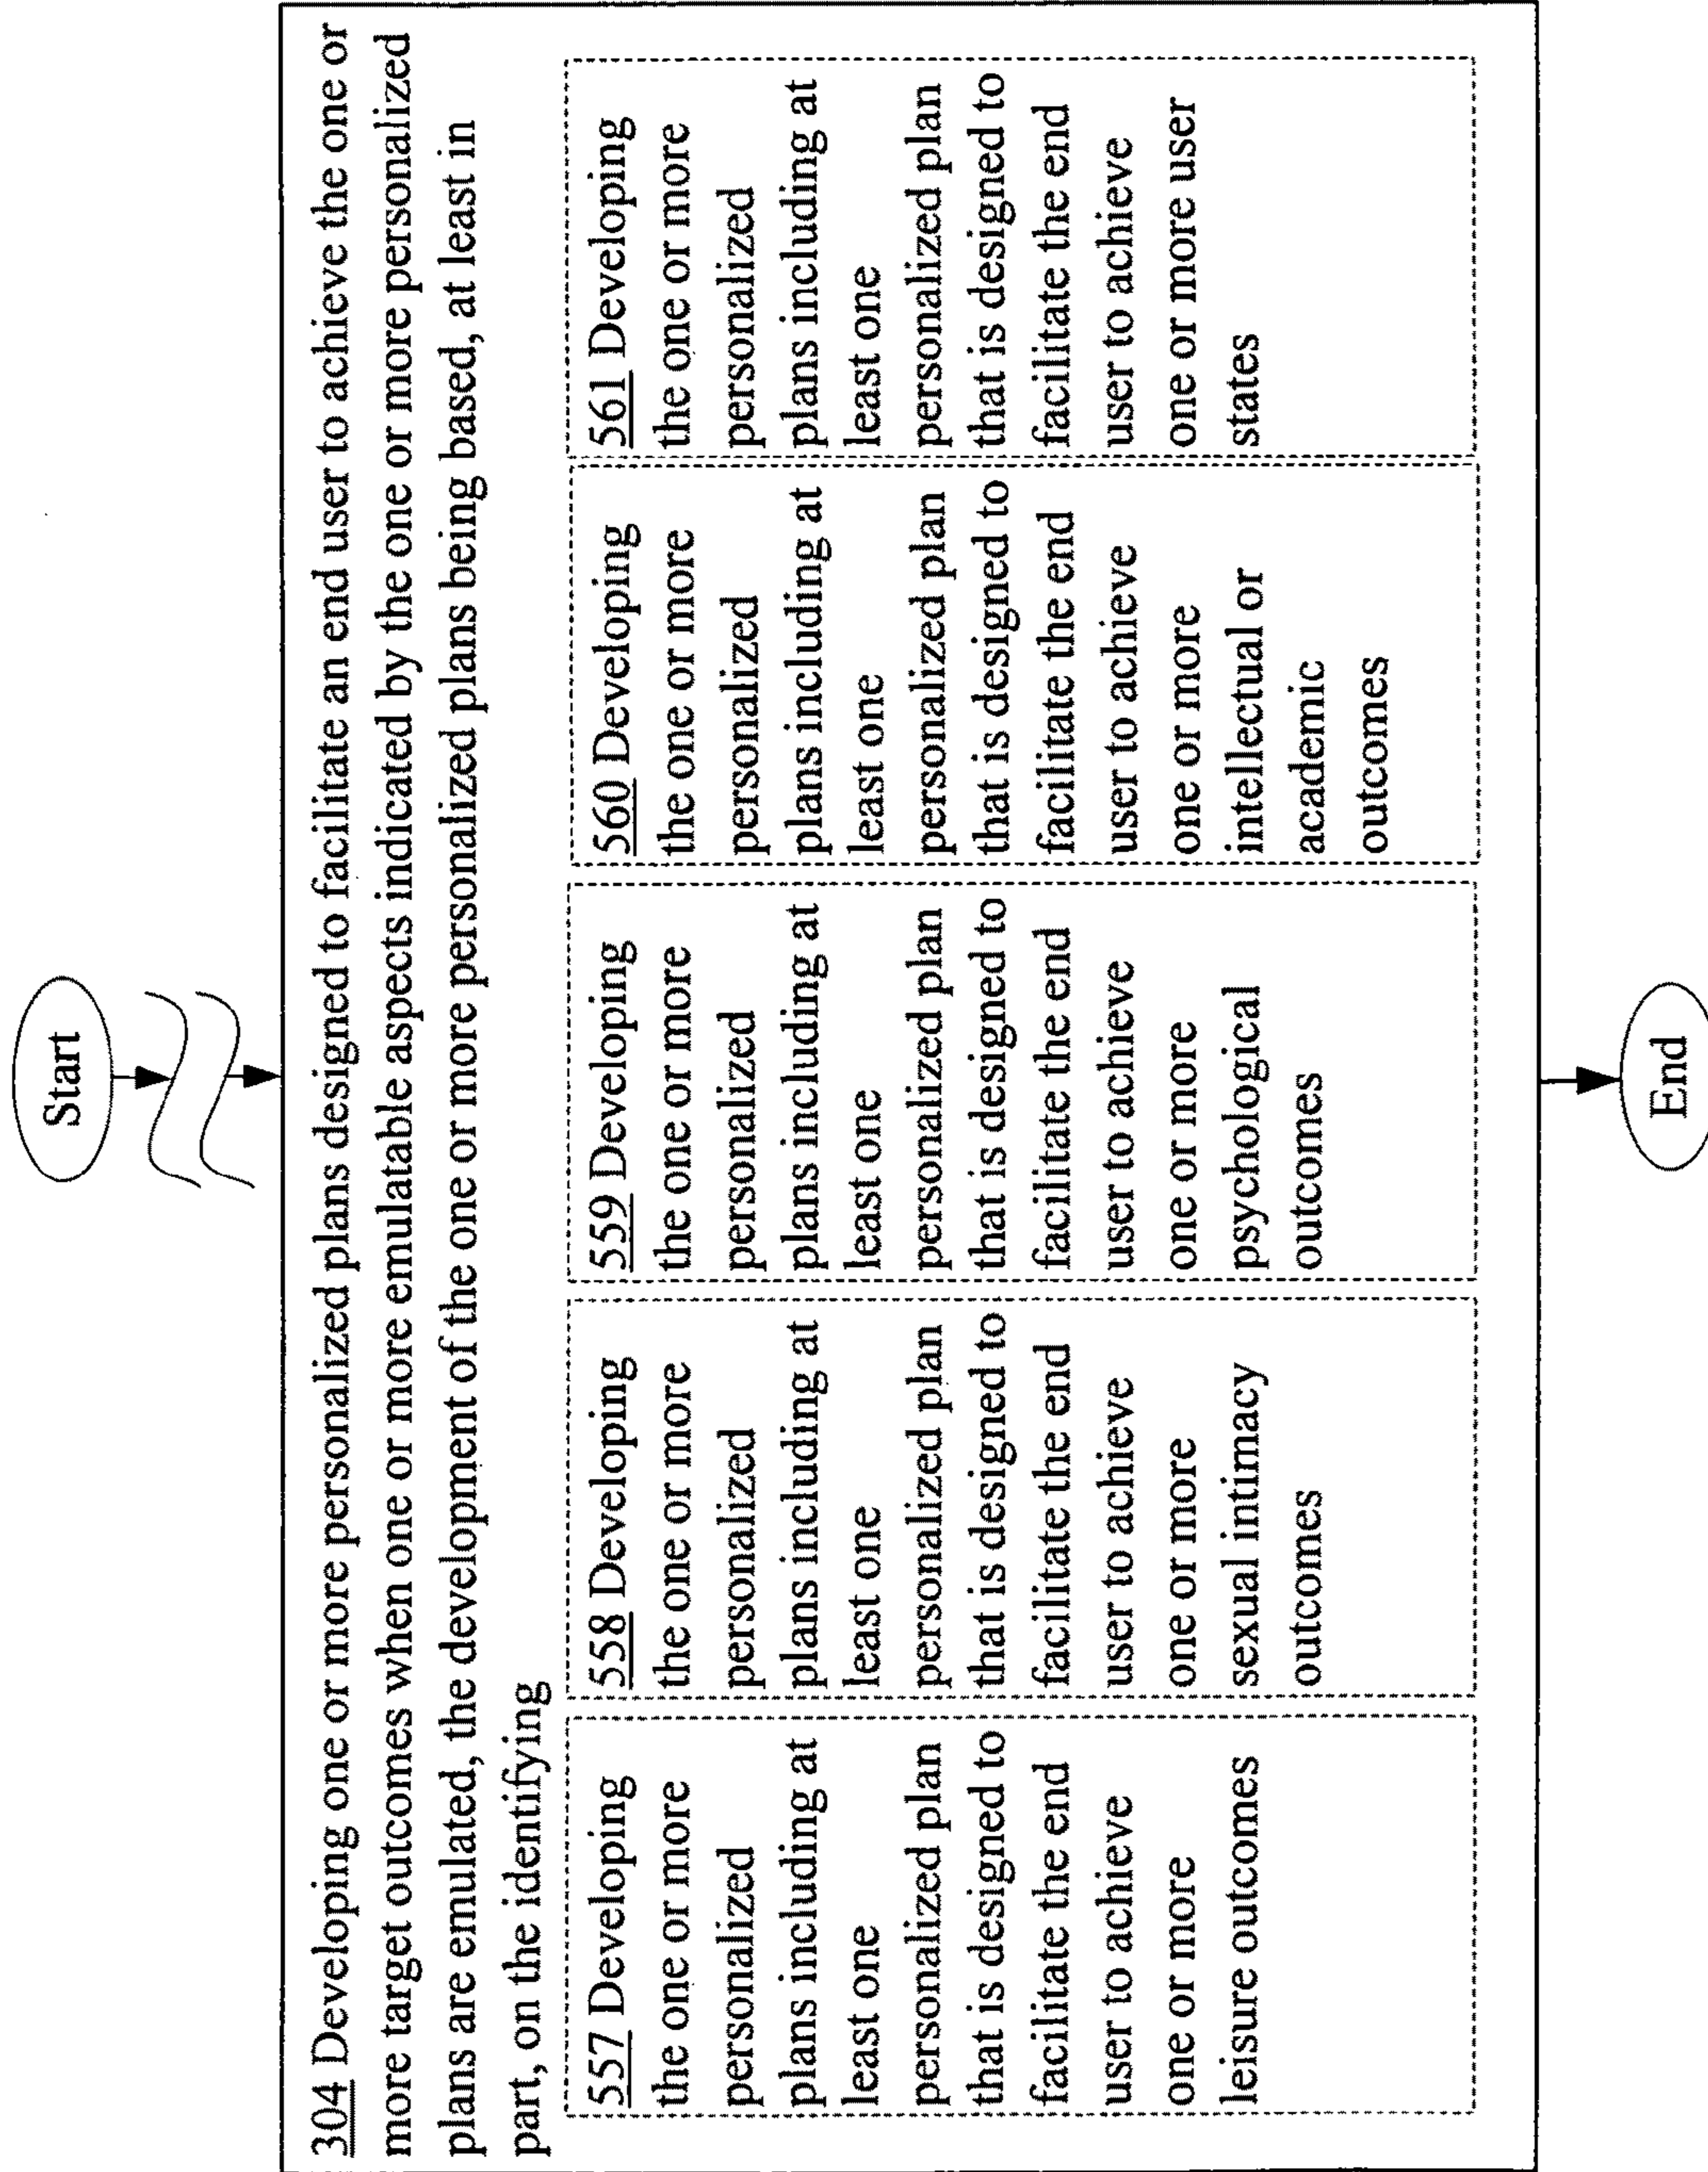 Start
304 Developing one or more personalized plans designed to facilitate an end user to achieve the one or
more target outcomes when one or more emulatable aspects indicated by the one or more personalized
plans are emulated, the development of the one or more personalized plans being based, at least in
part, on the identifying
557 Developing
the one or more
personalized
plans including at
least one
personalized plan
that is designed to
facilitate the end
user to achieve
one or more
leisure outcomes
558 Developing
the one or more
personalized
plans including at
least one
personalized plan
that is designed to
facilitate the end
user to achieve
one or more
sexual intimacy
outcomes
559 Developing
the one or more
personalized
plans including at
least one
personalized plan
that is designed to
facilitate the end
user to achieve
one or more
psychological
outcomes
560 Developing
the one or more
personalized
plans including at
least one
personalized plan
that is designed to
facilitate the end
user to achieve
one or more
intellectual or
academic
outcomes
561 Developing
the one or more
personalized
plans including at
least one
personalized plan
that is designed to
facilitate the end
user to achieve
one or more user
states
End